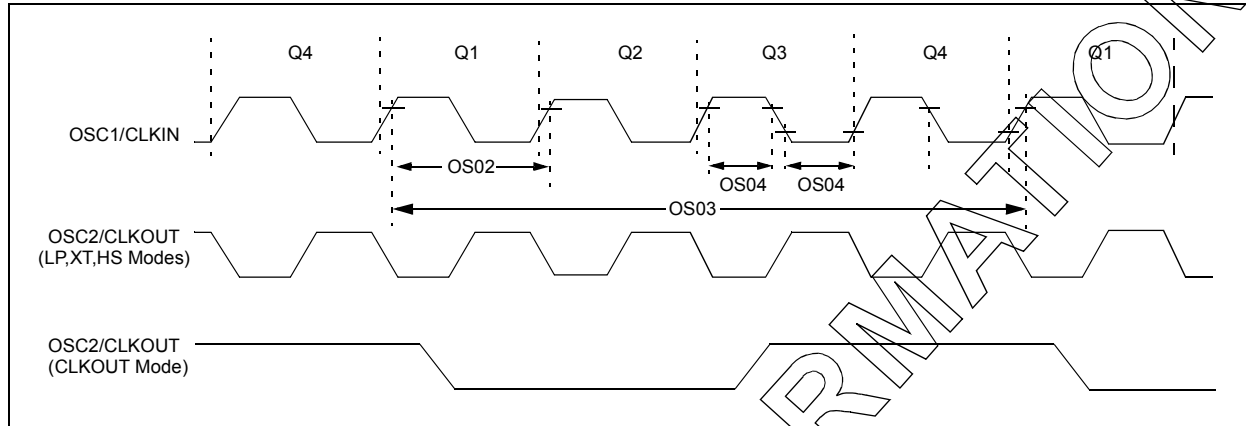 Q4 Q1 Q2 Q3 Q4 Q1
OSC1/CLKIN
OS02
OS04 OS04
OS03
OSC2/CLKOUT
(LP,XT,HS Modes)
OSC2/CLKOUT
(CLKOUT Mode)
RMATION